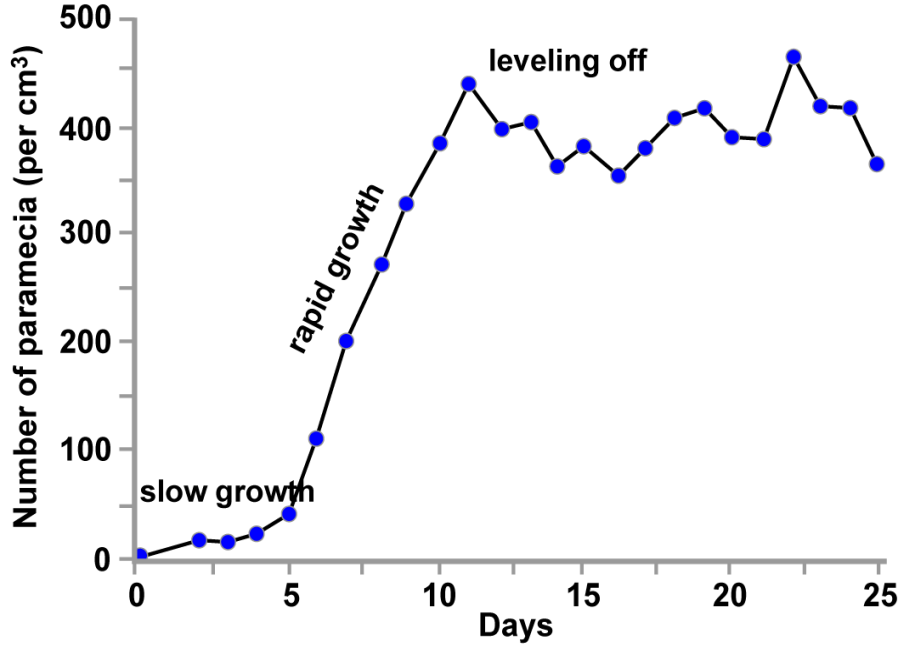 Number of paramecia (per cm³)
500
400
300
200
100
0
slow growth
rapid growth
leveling off
0 5 10 15 20 25
Days